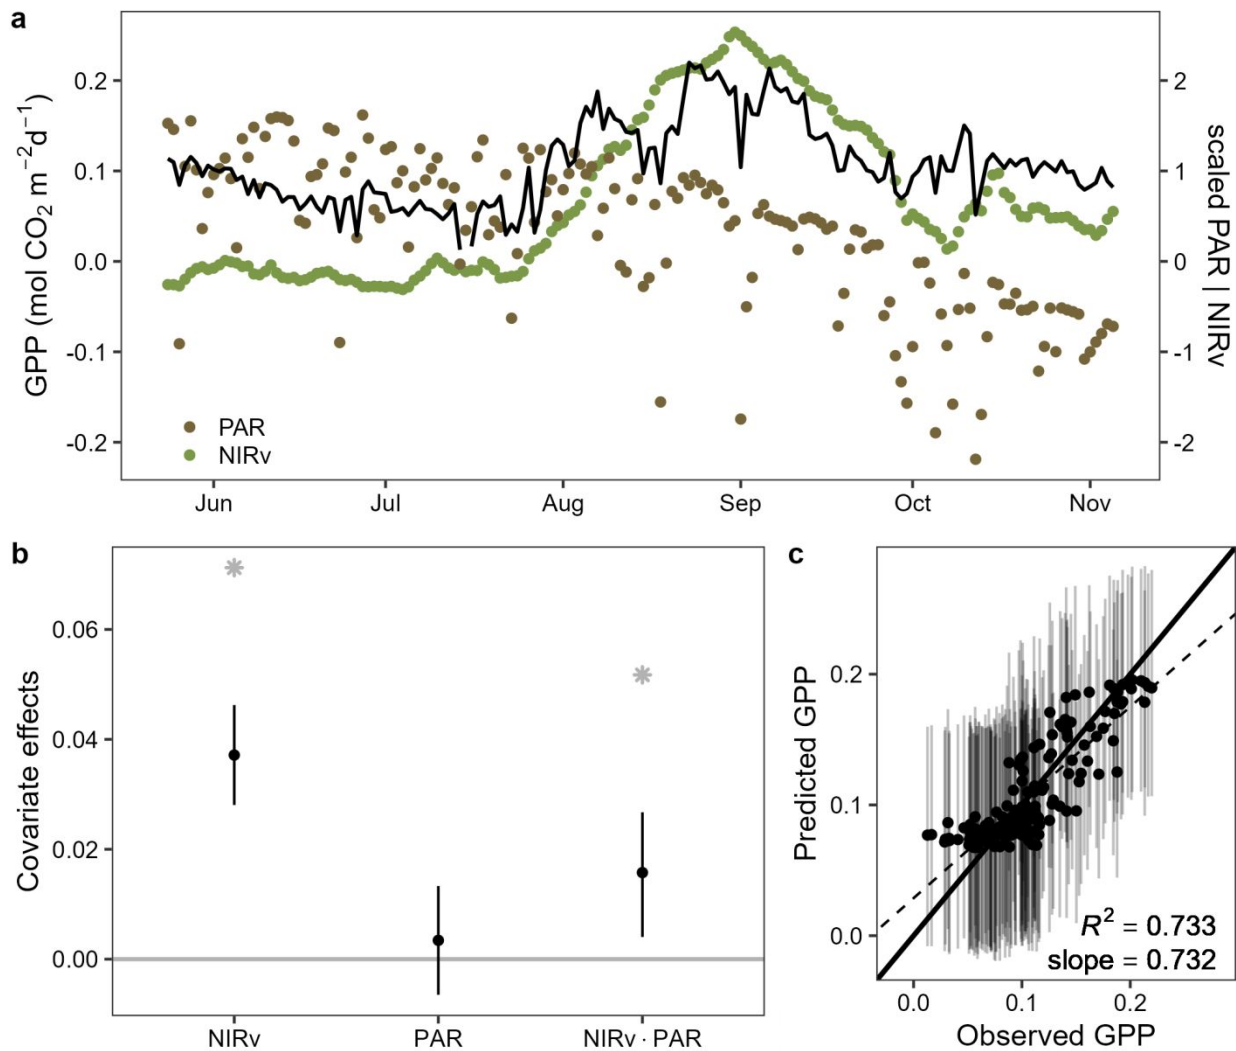 a
GPP (mol CO₂ m⁻²d⁻¹)
0.2
0.1
0.0
-0.1
-0.2
2
1
0
-1
-2
scaled PAR | NIRv
PAR
NIRv
Jun Jul Aug Sep Oct Nov
b
Covariate effects
0.06
0.04
0.02
0.00
NIRv PAR NIRv · PAR
c
Predicted GPP
0.2
0.1
0.0
R² = 0.733
slope = 0.732
0.0 0.1 0.2
Observed GPP